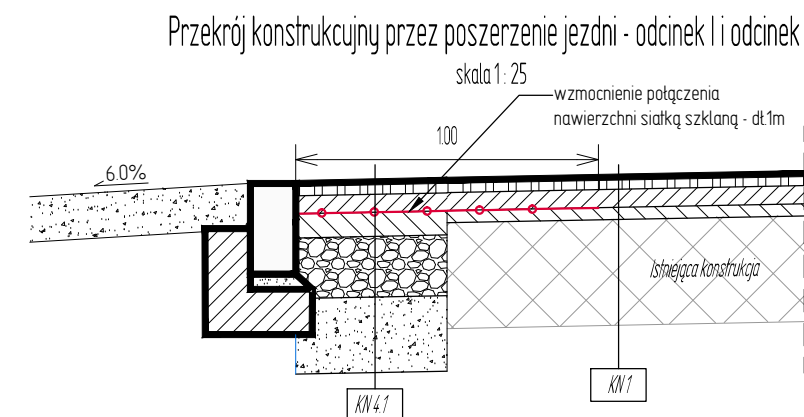 Przekrój konstrukcyjny przez poszerzenie jezdni - odcinek I i odcinek
skala 1 : 25
wzmocnienie połączenia
nawierzchni siatką szklaną - dł.1m
1.00
6.0%
Istniejąca konstrukcja
KN 1
KN 4.1